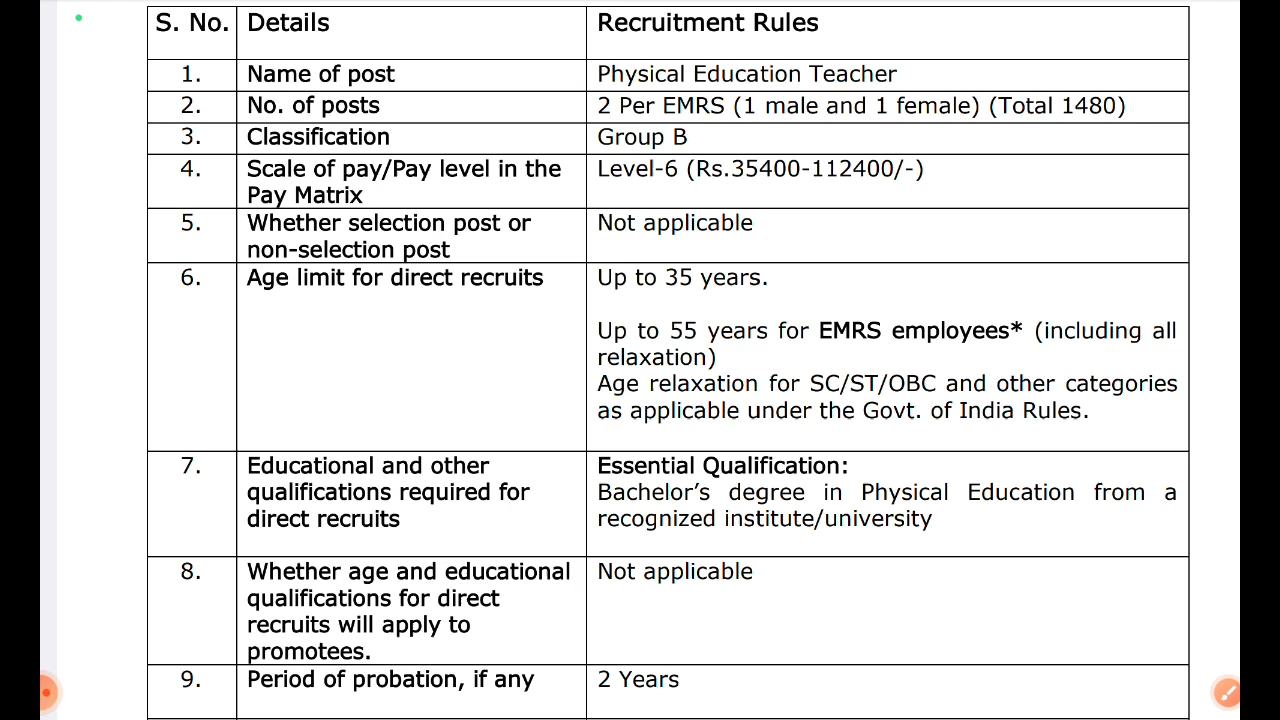 S. No. Details Recruitment Rules
1. Name of post Physical Education Teacher
2. No. of posts 2 Per EMRS (1 male and 1 female) (Total 1480)
3. Classification Group B
4. Scale of pay/Pay level in the Level-6 (Rs.35400-112400/-)
Pay Matrix
5. Whether selection post or Not applicable
non-selection post
6. Age limit for direct recruits Up to 35 years.
Up to 55 years for EMRS employees* (including all
relaxation)
Age relaxation for SC/ST/OBC and other categories
as applicable under the Govt. of India Rules.
7. Educational and other Essential Qualification:
qualifications required for Bachelor’s degree in Physical Education from a
direct recruits recognized institute/university
8. Whether age and educational Not applicable
qualifications for direct
recruits will apply to
promotees.
9. Period of probation, if any 2 Years